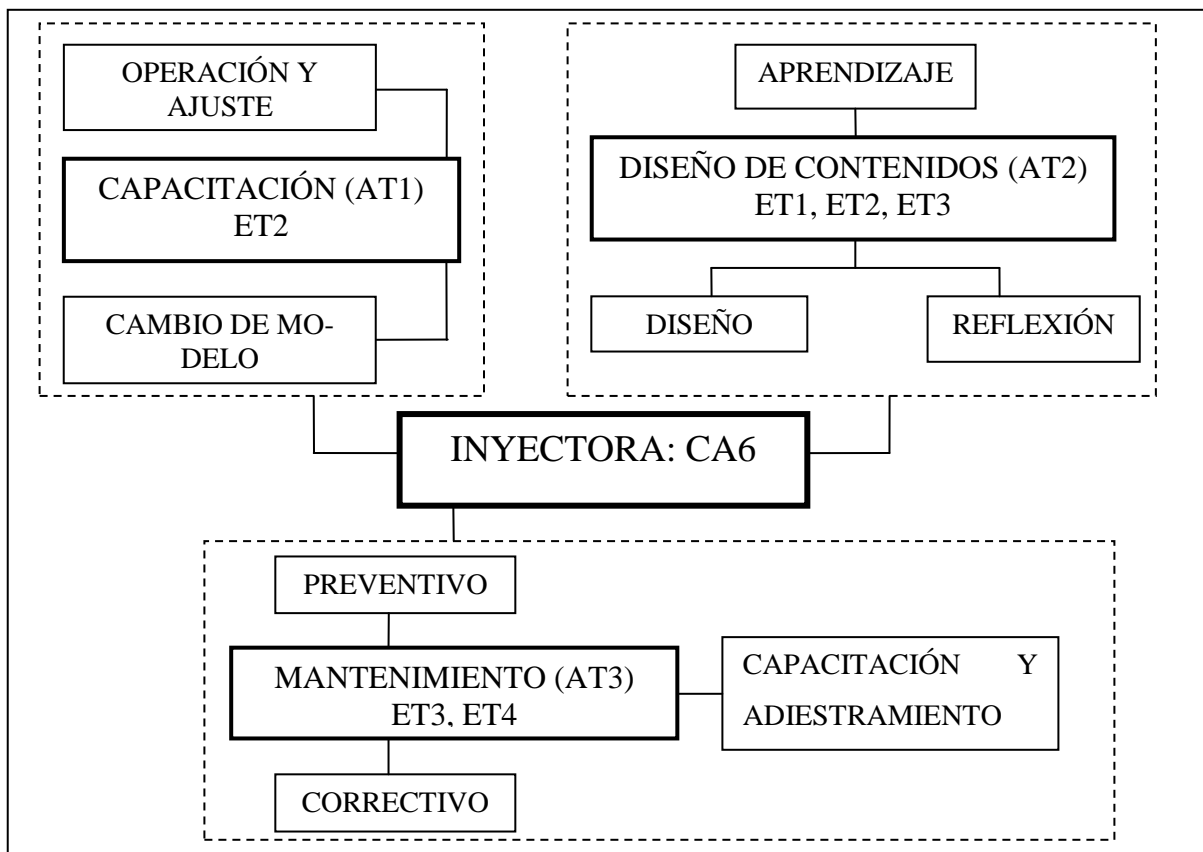 OPERACIÓN Y
AJUSTE
CAPACITACIÓN (AT1)
ET2
CAMBIO DE MO-
DELO
APRENDIZAJE
DISEÑO DE CONTENIDOS (AT2)
ET1, ET2, ET3
DISEÑO
REFLEXIÓN
INYECTORA: CA6
PREVENTIVO
MANTENIMIENTO (AT3)
ET3, ET4
CAPACITACIÓN Y
ADIESTRAMIENTO
CORRECTIVO